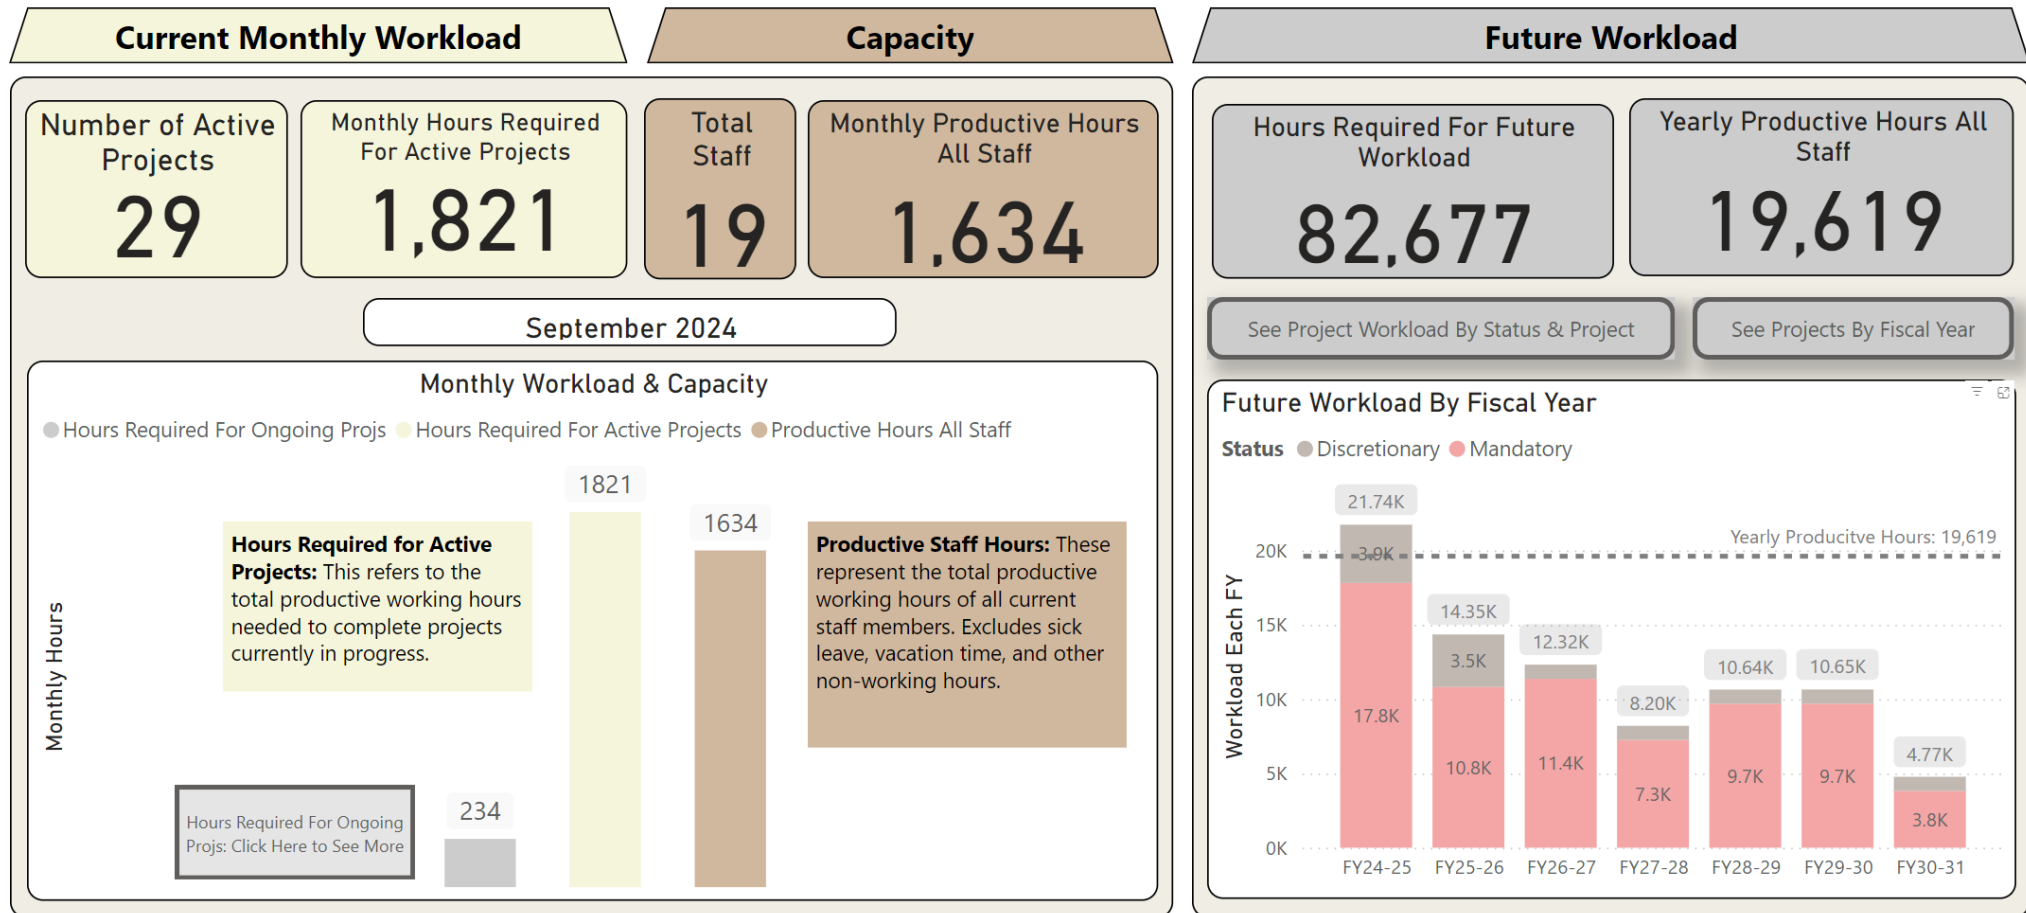 Current Monthly Workload
Capacity
Future Workload
Number of Active
Projects
29
Monthly Hours Required
For Active Projects
1,821
Total
Staff
19
Monthly Productive Hours
All Staff
1,634
Hours Required For Future
Workload
82,677
Yearly Productive Hours All
Staff
19,619
September 2024
See Project Workload By Status & Project
See Projects By Fiscal Year
Monthly Workload & Capacity
Hours Required For Ongoing Projs
Hours Required For Active Projects
Productive Hours All Staff
Monthly Hours
1821
1634
234
Hours Required for Active
Projects: This refers to the
total productive working hours
needed to complete projects
currently in progress.
Productive Staff Hours: These
represent the total productive
working hours of all current
staff members. Excludes sick
leave, vacation time, and other
non-working hours.
Hours Required For Ongoing
Projs: Click Here to See More
Future Workload By Fiscal Year
Status Discretionary Mandatory
Workload Each FY
20K
15K
10K
5K
0K
Yearly Producitve Hours: 19,619
21.74K
3.9K
17.8K
14.35K
3.5K
10.8K
12.32K
11.4K
8.20K
7.3K
10.64K
9.7K
10.65K
9.7K
4.77K
3.8K
FY24-25
FY25-26
FY26-27
FY27-28
FY28-29
FY29-30
FY30-31